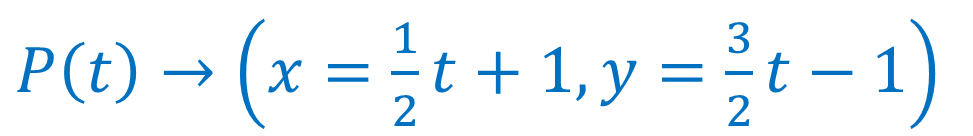 P(t) → (x = 1/2 t + 1, y = 3/2 t − 1)